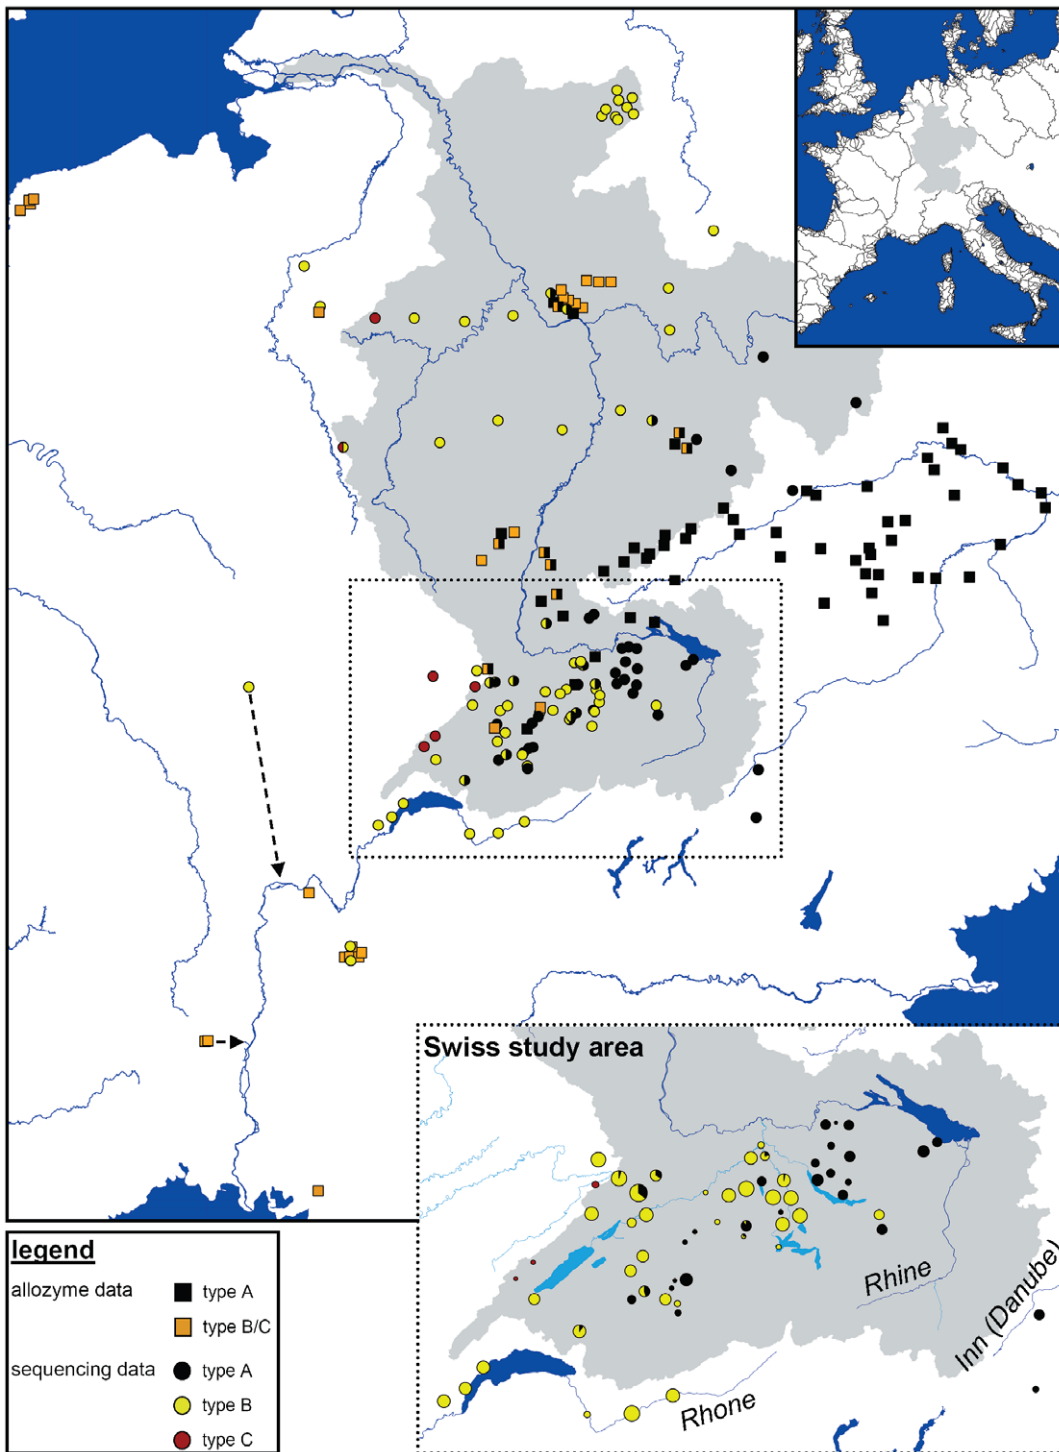 Swiss study area
Rhine
Inn (Danube)
Rhone
legend
allozyme data
type A
type B/C
sequencing data
type A
type B
type C